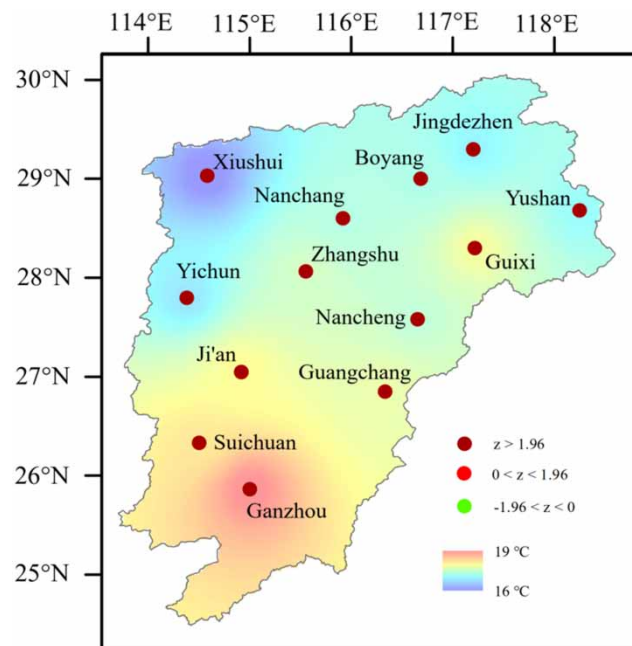 114°E 115°E 116°E 117°E 118°E
30°N
Jingdezhen
Xiushui
Boyang
29°N
Nanchang
Yushan
Zhangshu
Guixi
28°N
Yichun
Nancheng
Ji'an
Guangchang
27°N
Suichuan
z > 1.96
26°N
0 < z < 1.96
Ganzhou
-1.96 < z < 0
19 °C
25°N
16 °C